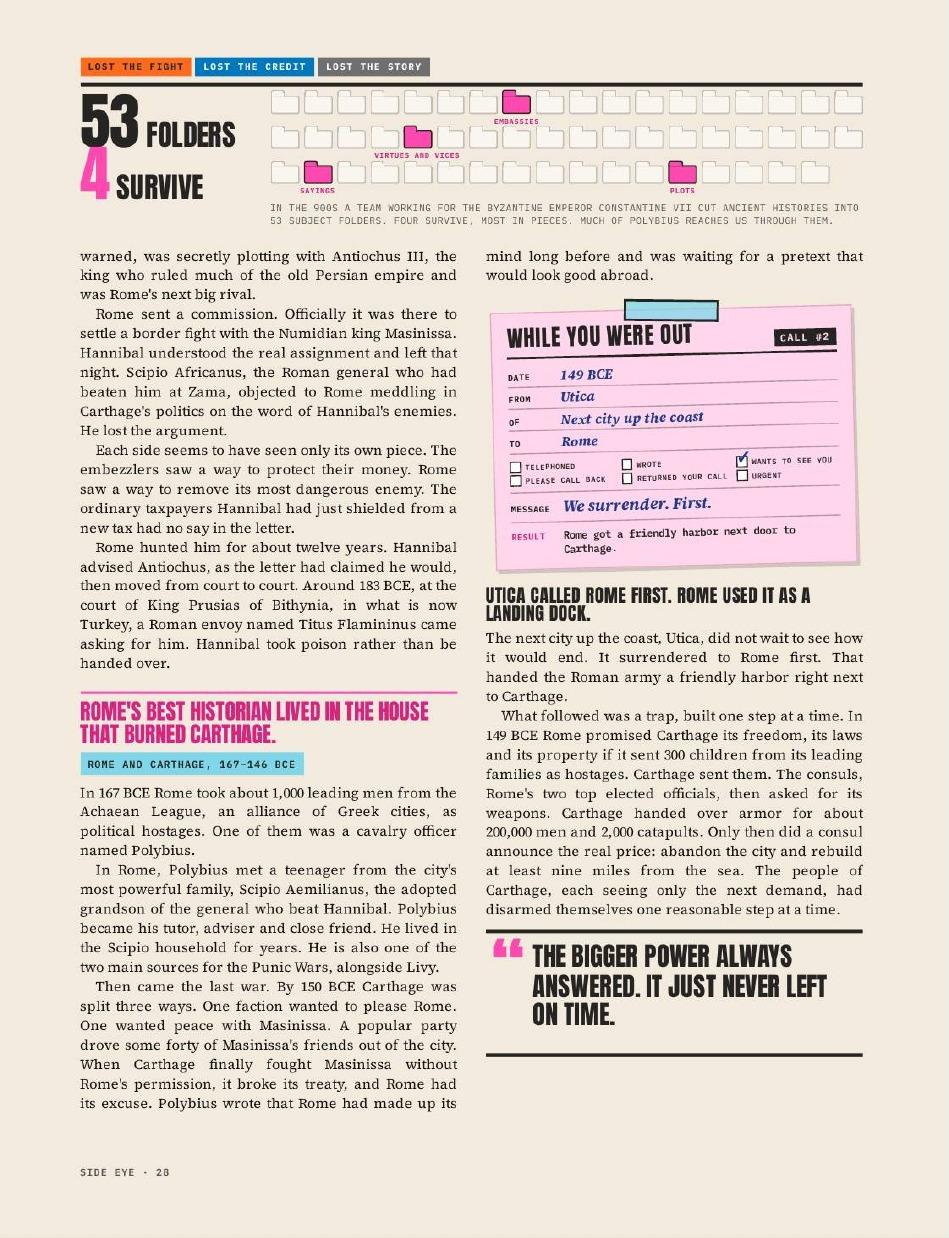 LOST THE FIGHT LOST THE CREDIT LOST THE STORY
53 FOLDERS
4 SURVIVE
EMBASSIES
VIRTUES AND VICES
SAYINGS
PLOTS
IN THE 900S A TEAM WORKING FOR THE BYZANTINE EMPEROR CONSTANTINE VII CUT ANCIENT HISTORIES INTO
53 SUBJECT FOLDERS. FOUR SURVIVE, MOST IN PIECES. MUCH OF POLYBIUS REACHES US THROUGH THEM.
warned, was secretly plotting with Antiochus III, the
king who ruled much of the old Persian empire and
was Rome's next big rival.
Rome sent a commission. Officially it was there to
settle a border fight with the Numidian king Masinissa.
Hannibal understood the real assignment and left that
night. Scipio Africanus, the Roman general who had
beaten him at Zama, objected to Rome meddling in
Carthage's politics on the word of Hannibal's enemies.
He lost the argument.
Each side seems to have seen only its own piece. The
embezzlers saw a way to protect their money. Rome
saw a way to remove its most dangerous enemy. The
ordinary taxpayers Hannibal had just shielded from a
new tax had no say in the letter.
Rome hunted him for about twelve years. Hannibal
advised Antiochus, as the letter had claimed he would,
then moved from court to court. Around 183 BCE, at the
court of King Prusias of Bithynia, in what is now
Turkey, a Roman envoy named Titus Flamininus came
asking for him. Hannibal took poison rather than be
handed over.
ROME'S BEST HISTORIAN LIVED IN THE HOUSE
THAT BURNED CARTHAGE.
ROME AND CARTHAGE, 167–146 BCE
In 167 BCE Rome took about 1,000 leading men from the
Achaean League, an alliance of Greek cities, as
political hostages. One of them was a cavalry officer
named Polybius.
In Rome, Polybius met a teenager from the city's
most powerful family, Scipio Aemilianus, the adopted
grandson of the general who beat Hannibal. Polybius
became his tutor, adviser and close friend. He lived in
the Scipio household for years. He is also one of the
two main sources for the Punic Wars, alongside Livy.
Then came the last war. By 150 BCE Carthage was
split three ways. One faction wanted to please Rome.
One wanted peace with Masinissa. A popular party
drove some forty of Masinissa's friends out of the city.
When Carthage finally fought Masinissa without
Rome's permission, it broke its treaty, and Rome had
its excuse. Polybius wrote that Rome had made up its
mind long before and was waiting for a pretext that
would look good abroad.
WHILE YOU WERE OUT
CALL #2
DATE 149 BCE
FROM Utica
OF Next city up the coast
TO Rome
TELEPHONED WROTE WANTS TO SEE YOU
PLEASE CALL BACK RETURNED YOUR CALL URGENT
MESSAGE We surrender. First.
RESULT Rome got a friendly harbor next door to
Carthage.
UTICA CALLED ROME FIRST. ROME USED IT AS A
LANDING DOCK.
The next city up the coast, Utica, did not wait to see how
it would end. It surrendered to Rome first. That
handed the Roman army a friendly harbor right next
to Carthage.
What followed was a trap, built one step at a time. In
149 BCE Rome promised Carthage its freedom, its laws
and its property if it sent 300 children from its leading
families as hostages. Carthage sent them. The consuls,
Rome's two top elected officials, then asked for its
weapons. Carthage handed over armor for about
200,000 men and 2,000 catapults. Only then did a consul
announce the real price: abandon the city and rebuild
at least nine miles from the sea. The people of
Carthage, each seeing only the next demand, had
disarmed themselves one reasonable step at a time.
“ THE BIGGER POWER ALWAYS
ANSWERED. IT JUST NEVER LEFT
ON TIME.
SIDE EYE · 28